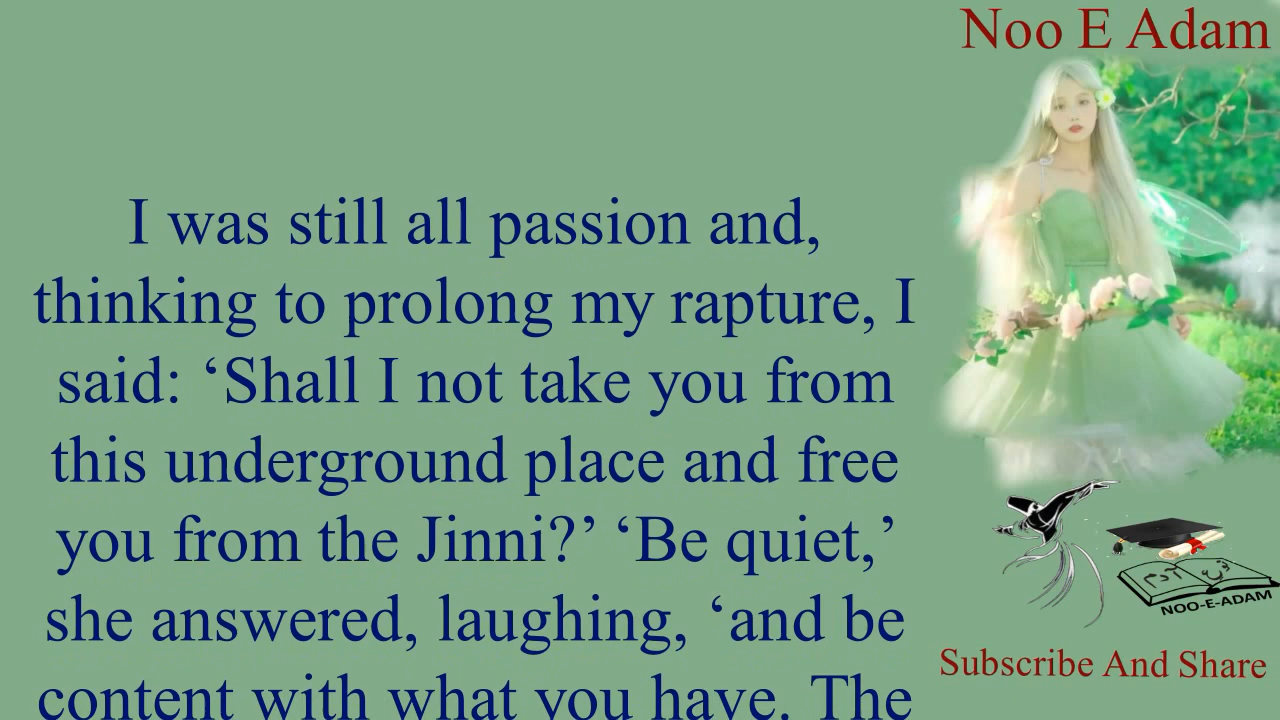 Noo E Adam
I was still all passion and,
thinking to prolong my rapture, I
said: ‘Shall I not take you from
this underground place and free
you from the Jinni?’ ‘Be quiet,’
she answered, laughing, ‘and be
content with what you have. The
نوع آدم
NOO-E-ADAM
Subscribe And Share